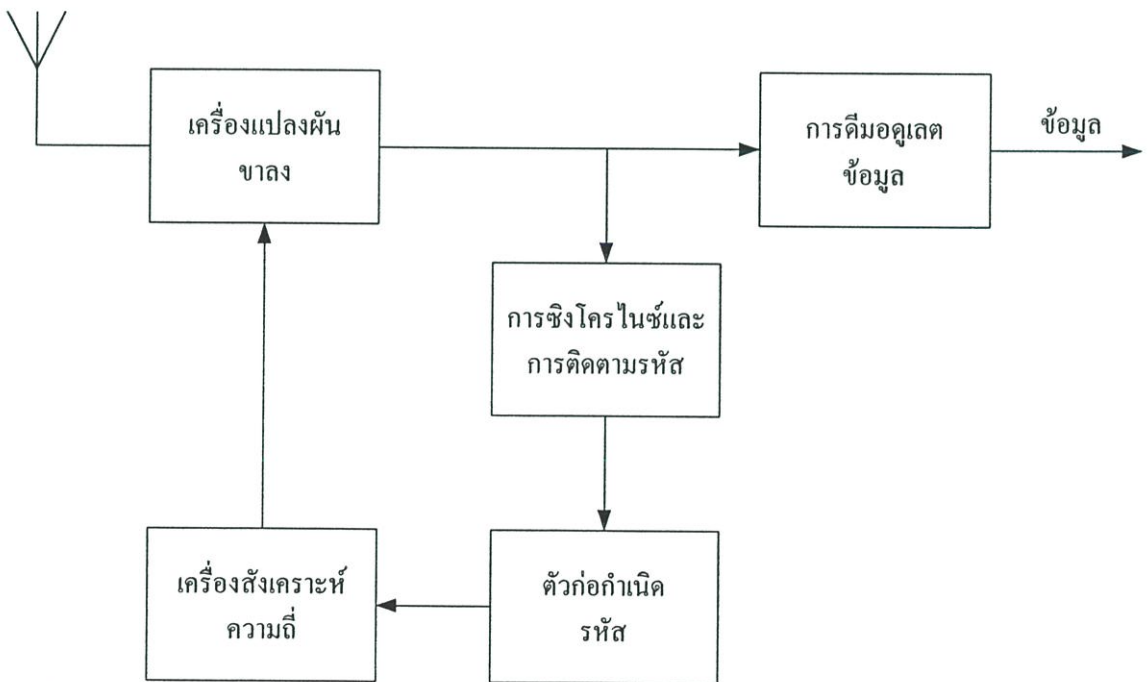 เครื่องแปลงผัน
ขาลง
การดีมอดูเลต
ข้อมูล
ข้อมูล
การซิงโครไนซ์และ
การติดตามรหัส
เครื่องสังเคราะห์
ความถี่
ตัวก่อกำเนิด
รหัส